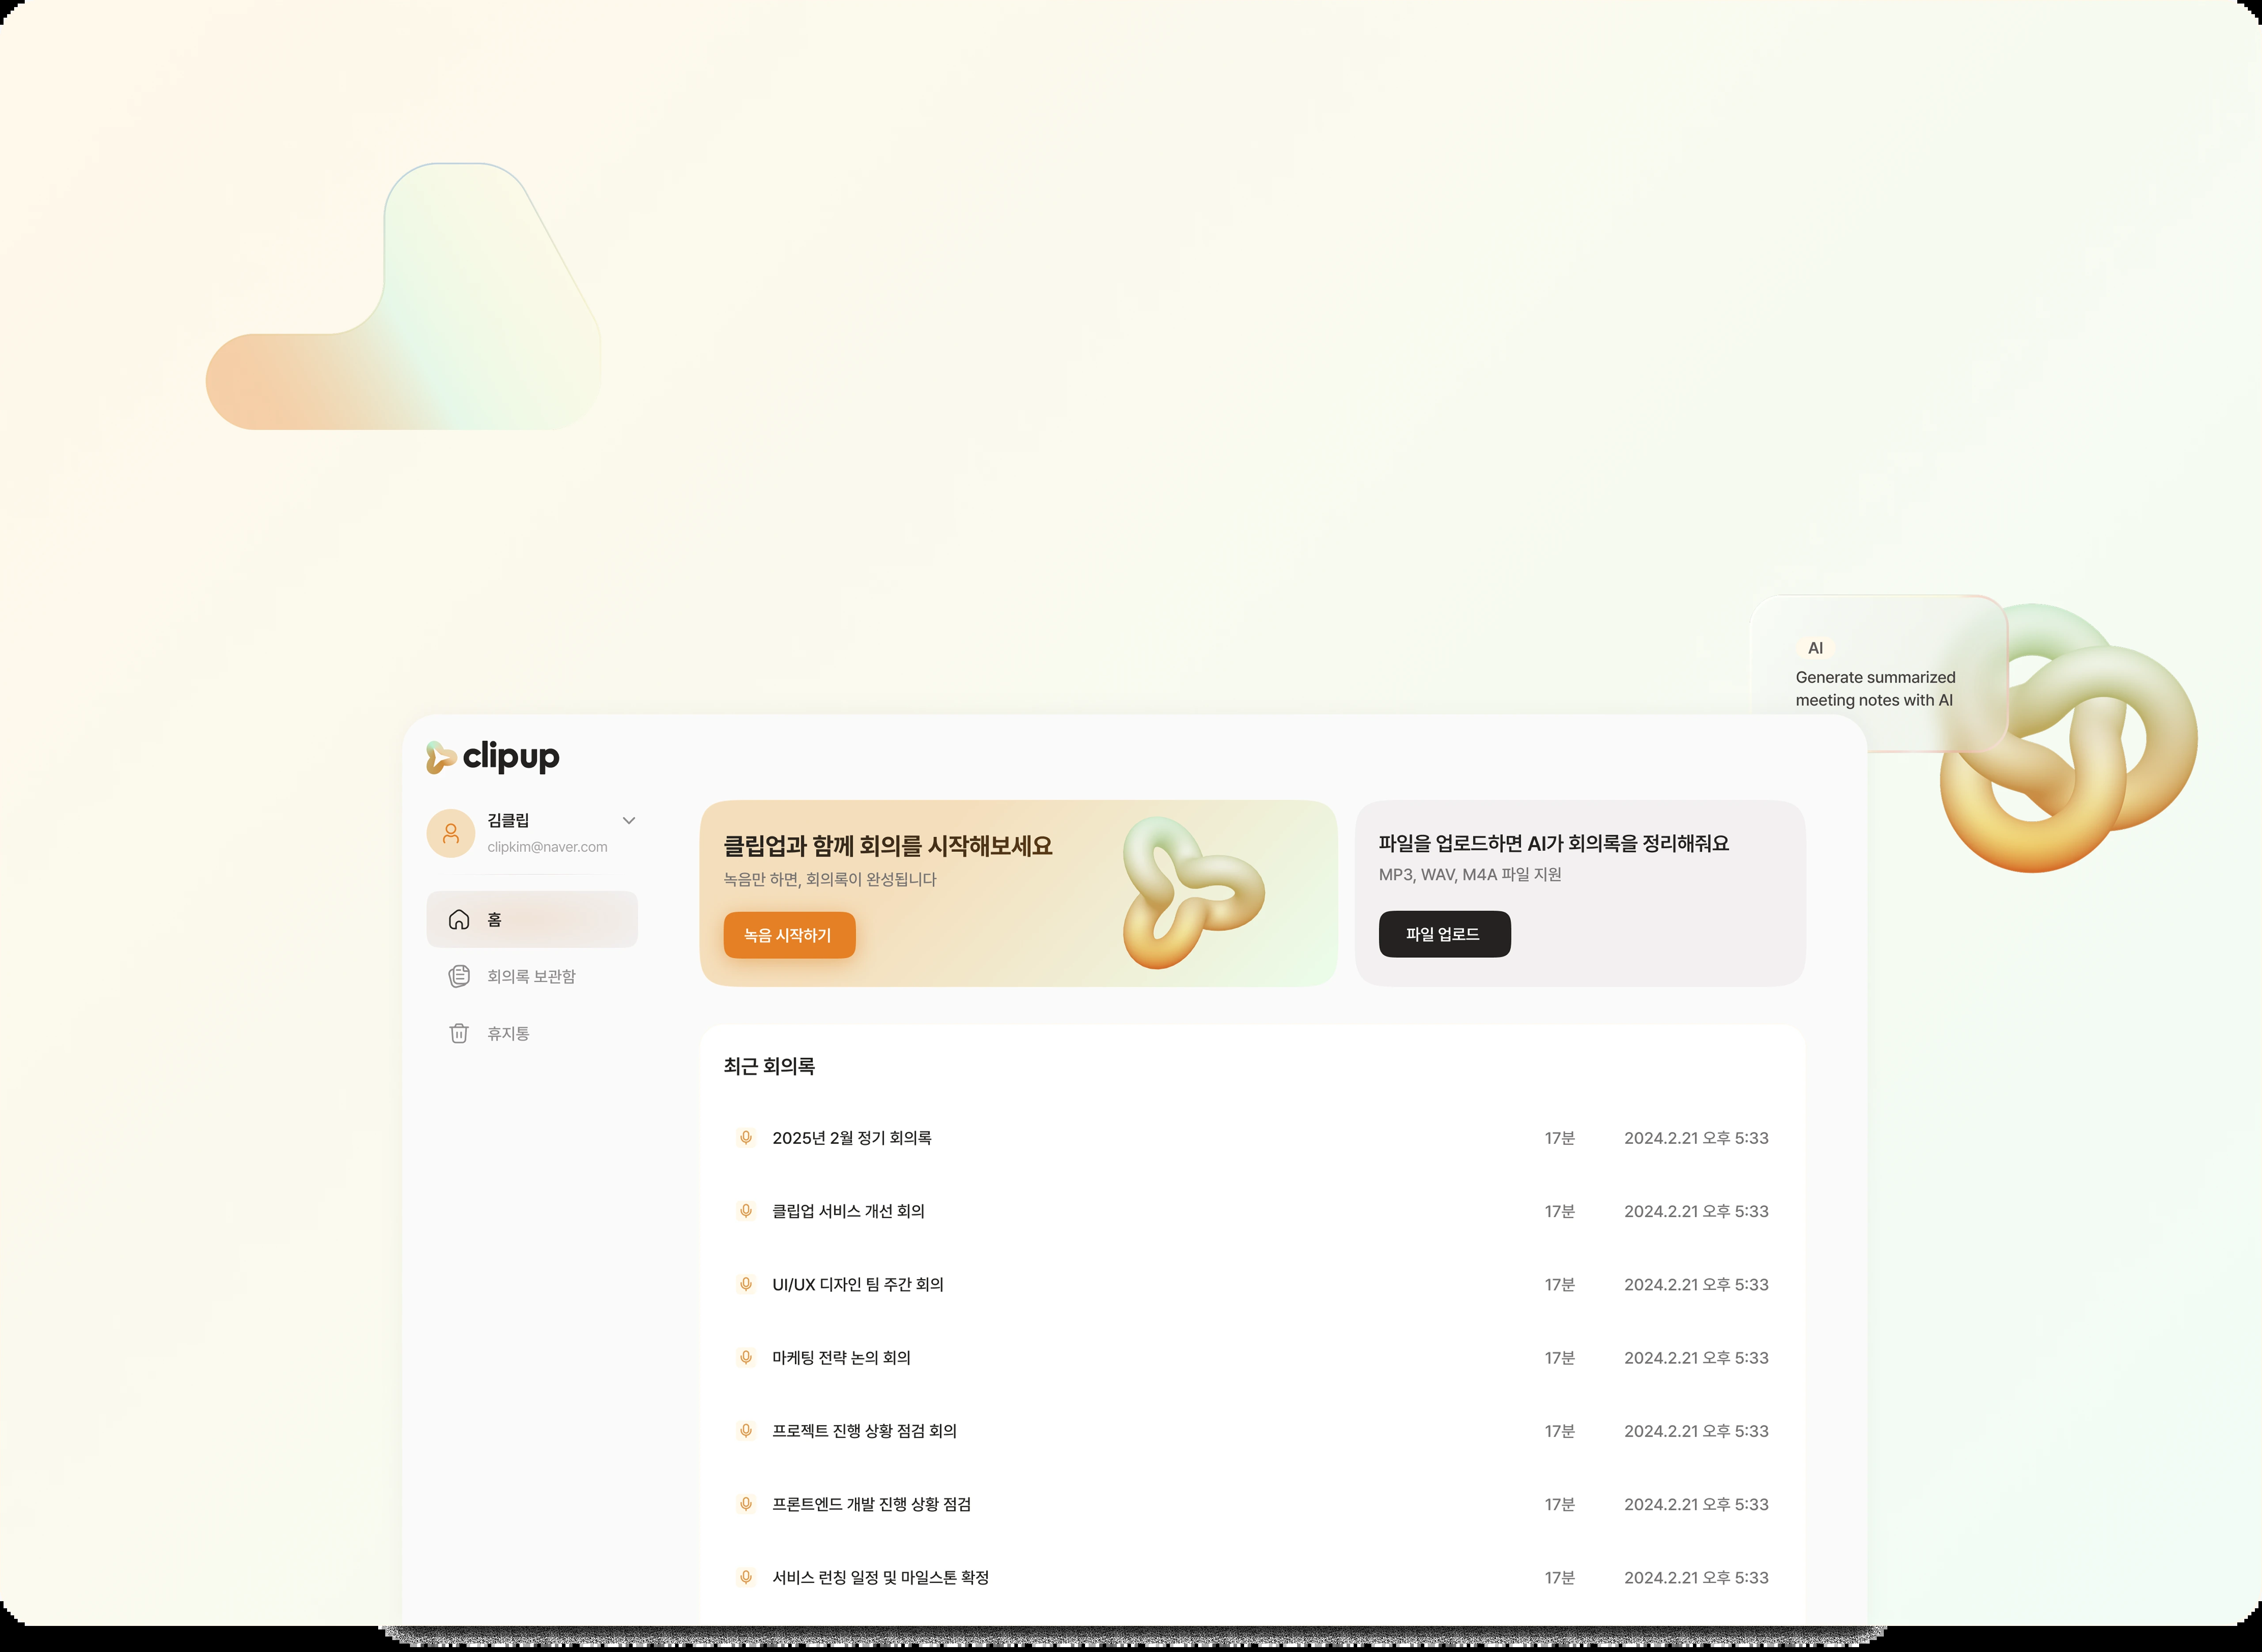 AI
Generate summarized
meeting notes with AI
clipup
김클립
clipkim@naver.com
홈
회의록 보관함
휴지통
클립업과 함께 회의를 시작해보세요
녹음만 하면, 회의록이 완성됩니다
녹음 시작하기
파일을 업로드하면 AI가 회의록을 정리해줘요
MP3, WAV, M4A 파일 지원
파일 업로드
최근 회의록
2025년 2월 정기 회의록 17분 2024.2.21 오후 5:33
클립업 서비스 개선 회의 17분 2024.2.21 오후 5:33
UI/UX 디자인 팀 주간 회의 17분 2024.2.21 오후 5:33
마케팅 전략 논의 회의 17분 2024.2.21 오후 5:33
프로젝트 진행 상황 점검 회의 17분 2024.2.21 오후 5:33
프론트엔드 개발 진행 상황 점검 17분 2024.2.21 오후 5:33
서비스 런칭 일정 및 마일스톤 확정 17분 2024.2.21 오후 5:33